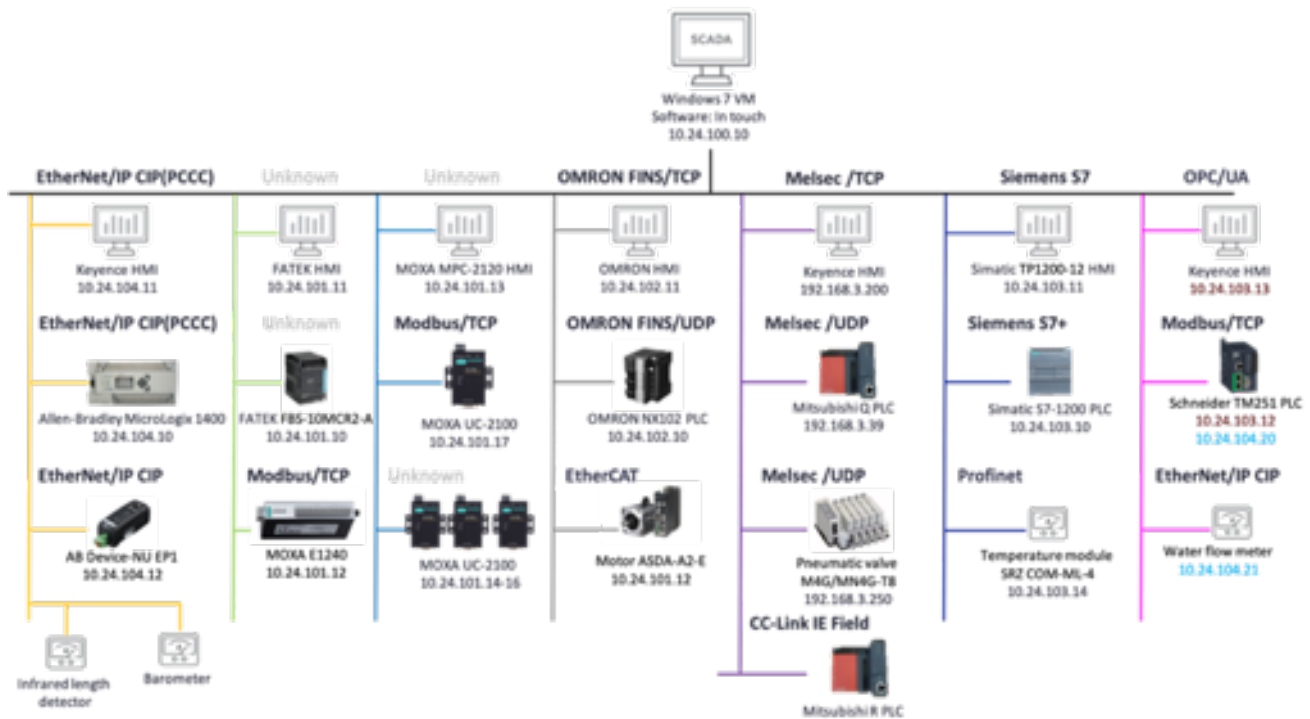 SCADA
Windows 7 VM
Software: In touch
10.24.100.10
EtherNet/IP CIP(PCCC)
Unknown
Unknown
OMRON FINS/TCP
Melsec /TCP
Siemens S7
OPC/UA
Keyence HMI
10.24.104.11
FATEK HMI
10.24.101.11
MOXA MPC-2120 HMI
10.24.101.13
OMRON HMI
10.24.102.11
Keyence HMI
192.168.3.200
Simatic TP1200-12 HMI
10.24.103.11
Keyence HMI
10.24.103.13
EtherNet/IP CIP(PCCC)
Unknown
Modbus/TCP
OMRON FINS/UDP
Melsec /UDP
Siemens S7+
Modbus/TCP
Allen-Bradley MicroLogix 1400
10.24.104.10
FATEK FBS-10MCR2-A
10.24.101.10
MOXA UC-2100
10.24.101.17
OMRON NX102 PLC
10.24.102.10
Mitsubishi Q PLC
192.168.3.39
Simatic S7-1200 PLC
10.24.103.10
Schneider TM251 PLC
10.24.103.12
10.24.104.20
EtherNet/IP CIP
Modbus/TCP
Unknown
EtherCAT
Melsec /UDP
Profinet
EtherNet/IP CIP
AB Device-NU EP1
10.24.104.12
MOXA E1240
10.24.101.12
MOXA UC-2100
10.24.101.14-16
Motor ASDA-A2-E
10.24.101.12
Pneumatic valve
M4G/MN4G-T8
192.168.3.250
Temperature module
SRZ COM-ML-4
10.24.103.14
Water flow meter
10.24.104.21
CC-Link IE Field
Infrared length
detector
Barometer
Mitsubishi R PLC